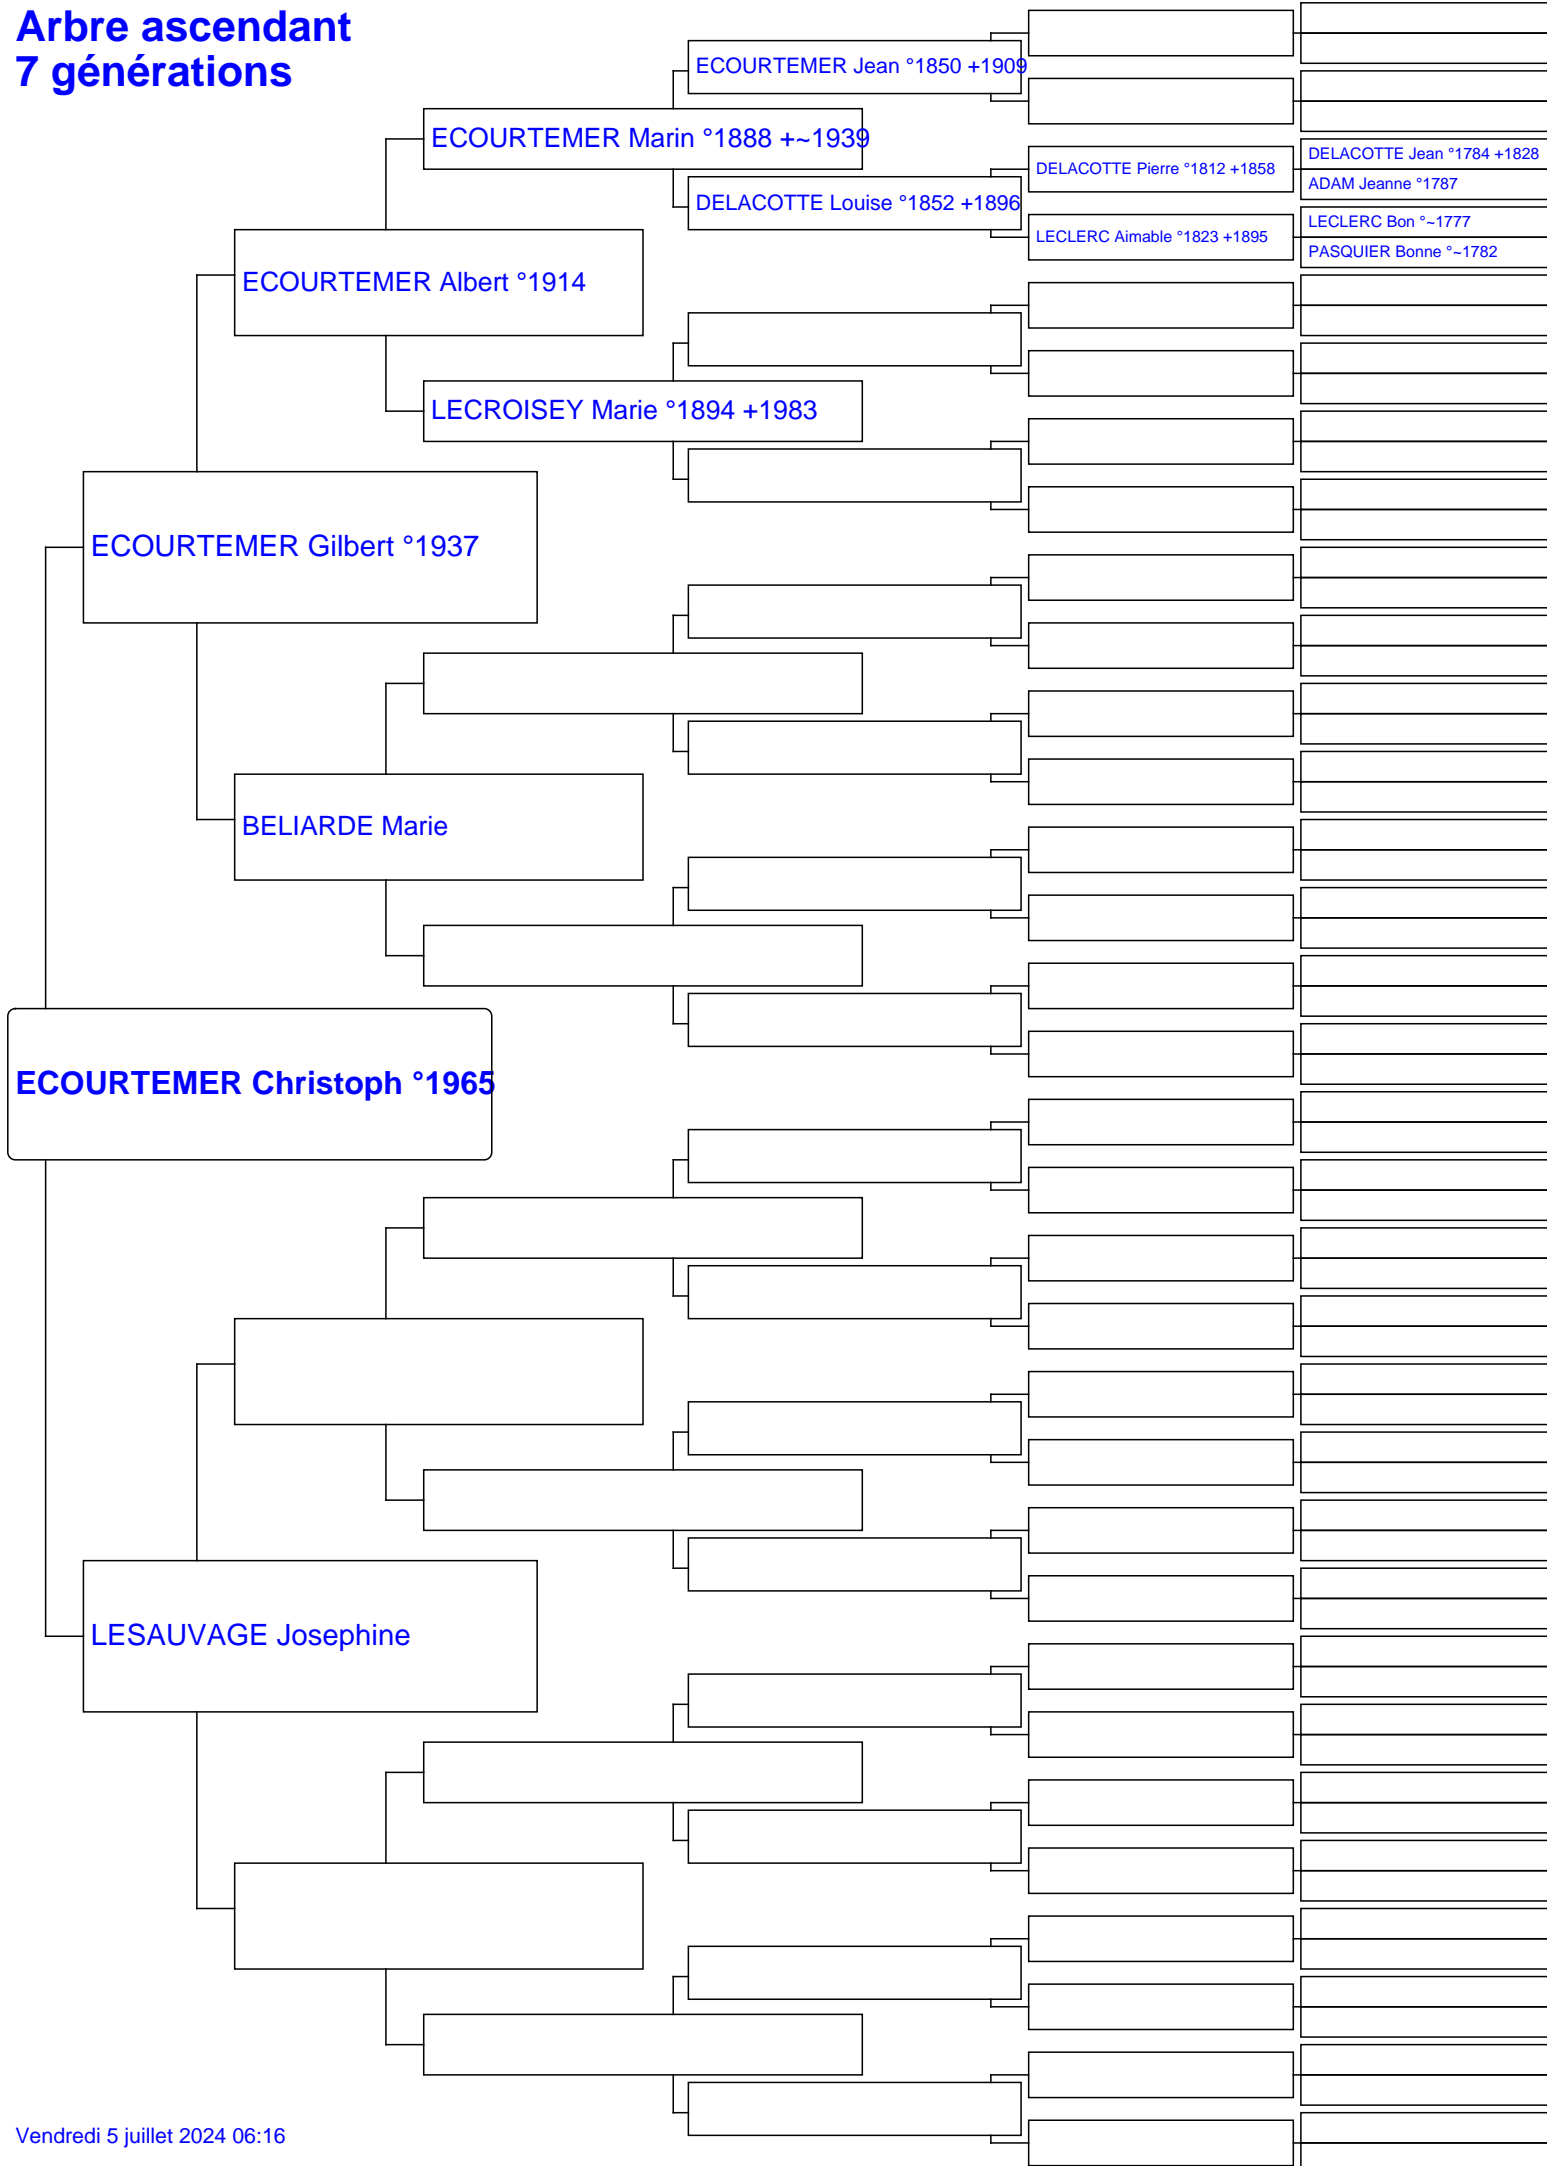 Arbre ascendant
7 générations
ECOURTEMER Jean °1850 +1909
ECOURTEMER Marin °1888 +~1939
DELACOTTE Jean °1784 +1828
DELACOTTE Pierre °1812 +1858
ADAM Jeanne °1787
DELACOTTE Louise °1852 +1896
LECLERC Bon °~1777
LECLERC Aimable °1823 +1895
PASQUIER Bonne °~1782
ECOURTEMER Albert °1914
LECROISEY Marie °1894 +1983
ECOURTEMER Gilbert °1937
BELIARDE Marie
ECOURTEMER Christoph °1965
LESAUVAGE Josephine
Vendredi 5 juillet 2024 06:16